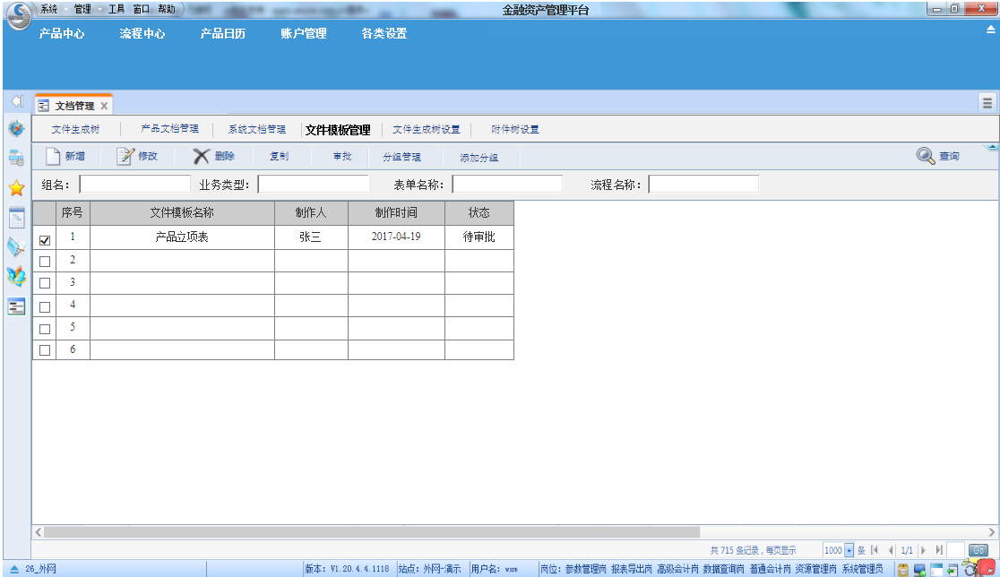 系统 管理 工具 窗口 帮助 金融资产管理平台
产品中心 流程中心 产品日历 账户管理 各类设置
文档管理
文件生成树 产品文档管理 系统文档管理 文件模板管理 文件生成树设置 附件树设置
新增 修改 删除 复制 审批 分组管理 添加分组 查询
组名： 业务类型： 表单名称： 流程名称：
序号 文件模板名称 制作人 制作时间 状态
1 产品立项表 张三 2017-04-19 待审批
2
3
4
5
6
共 715 条记录，每页显示 1000 条 1/1 Go
26_外网 版本：V1.20.4.4.1118 站点：外网-演示 用户名：vxm 岗位：参数管理岗 报表导出岗 高级会计岗 数据查询岗 普通会计岗 资源管理岗 系统管理员